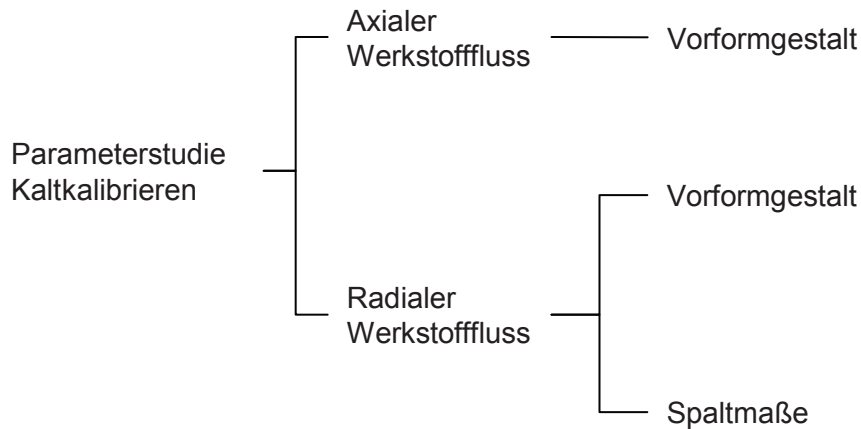 Axialer
Werkstofffluss
Vorformgestalt
Parameterstudie
Kaltkalibrieren
Vorformgestalt
Radialer
Werkstofffluss
Spaltmaße